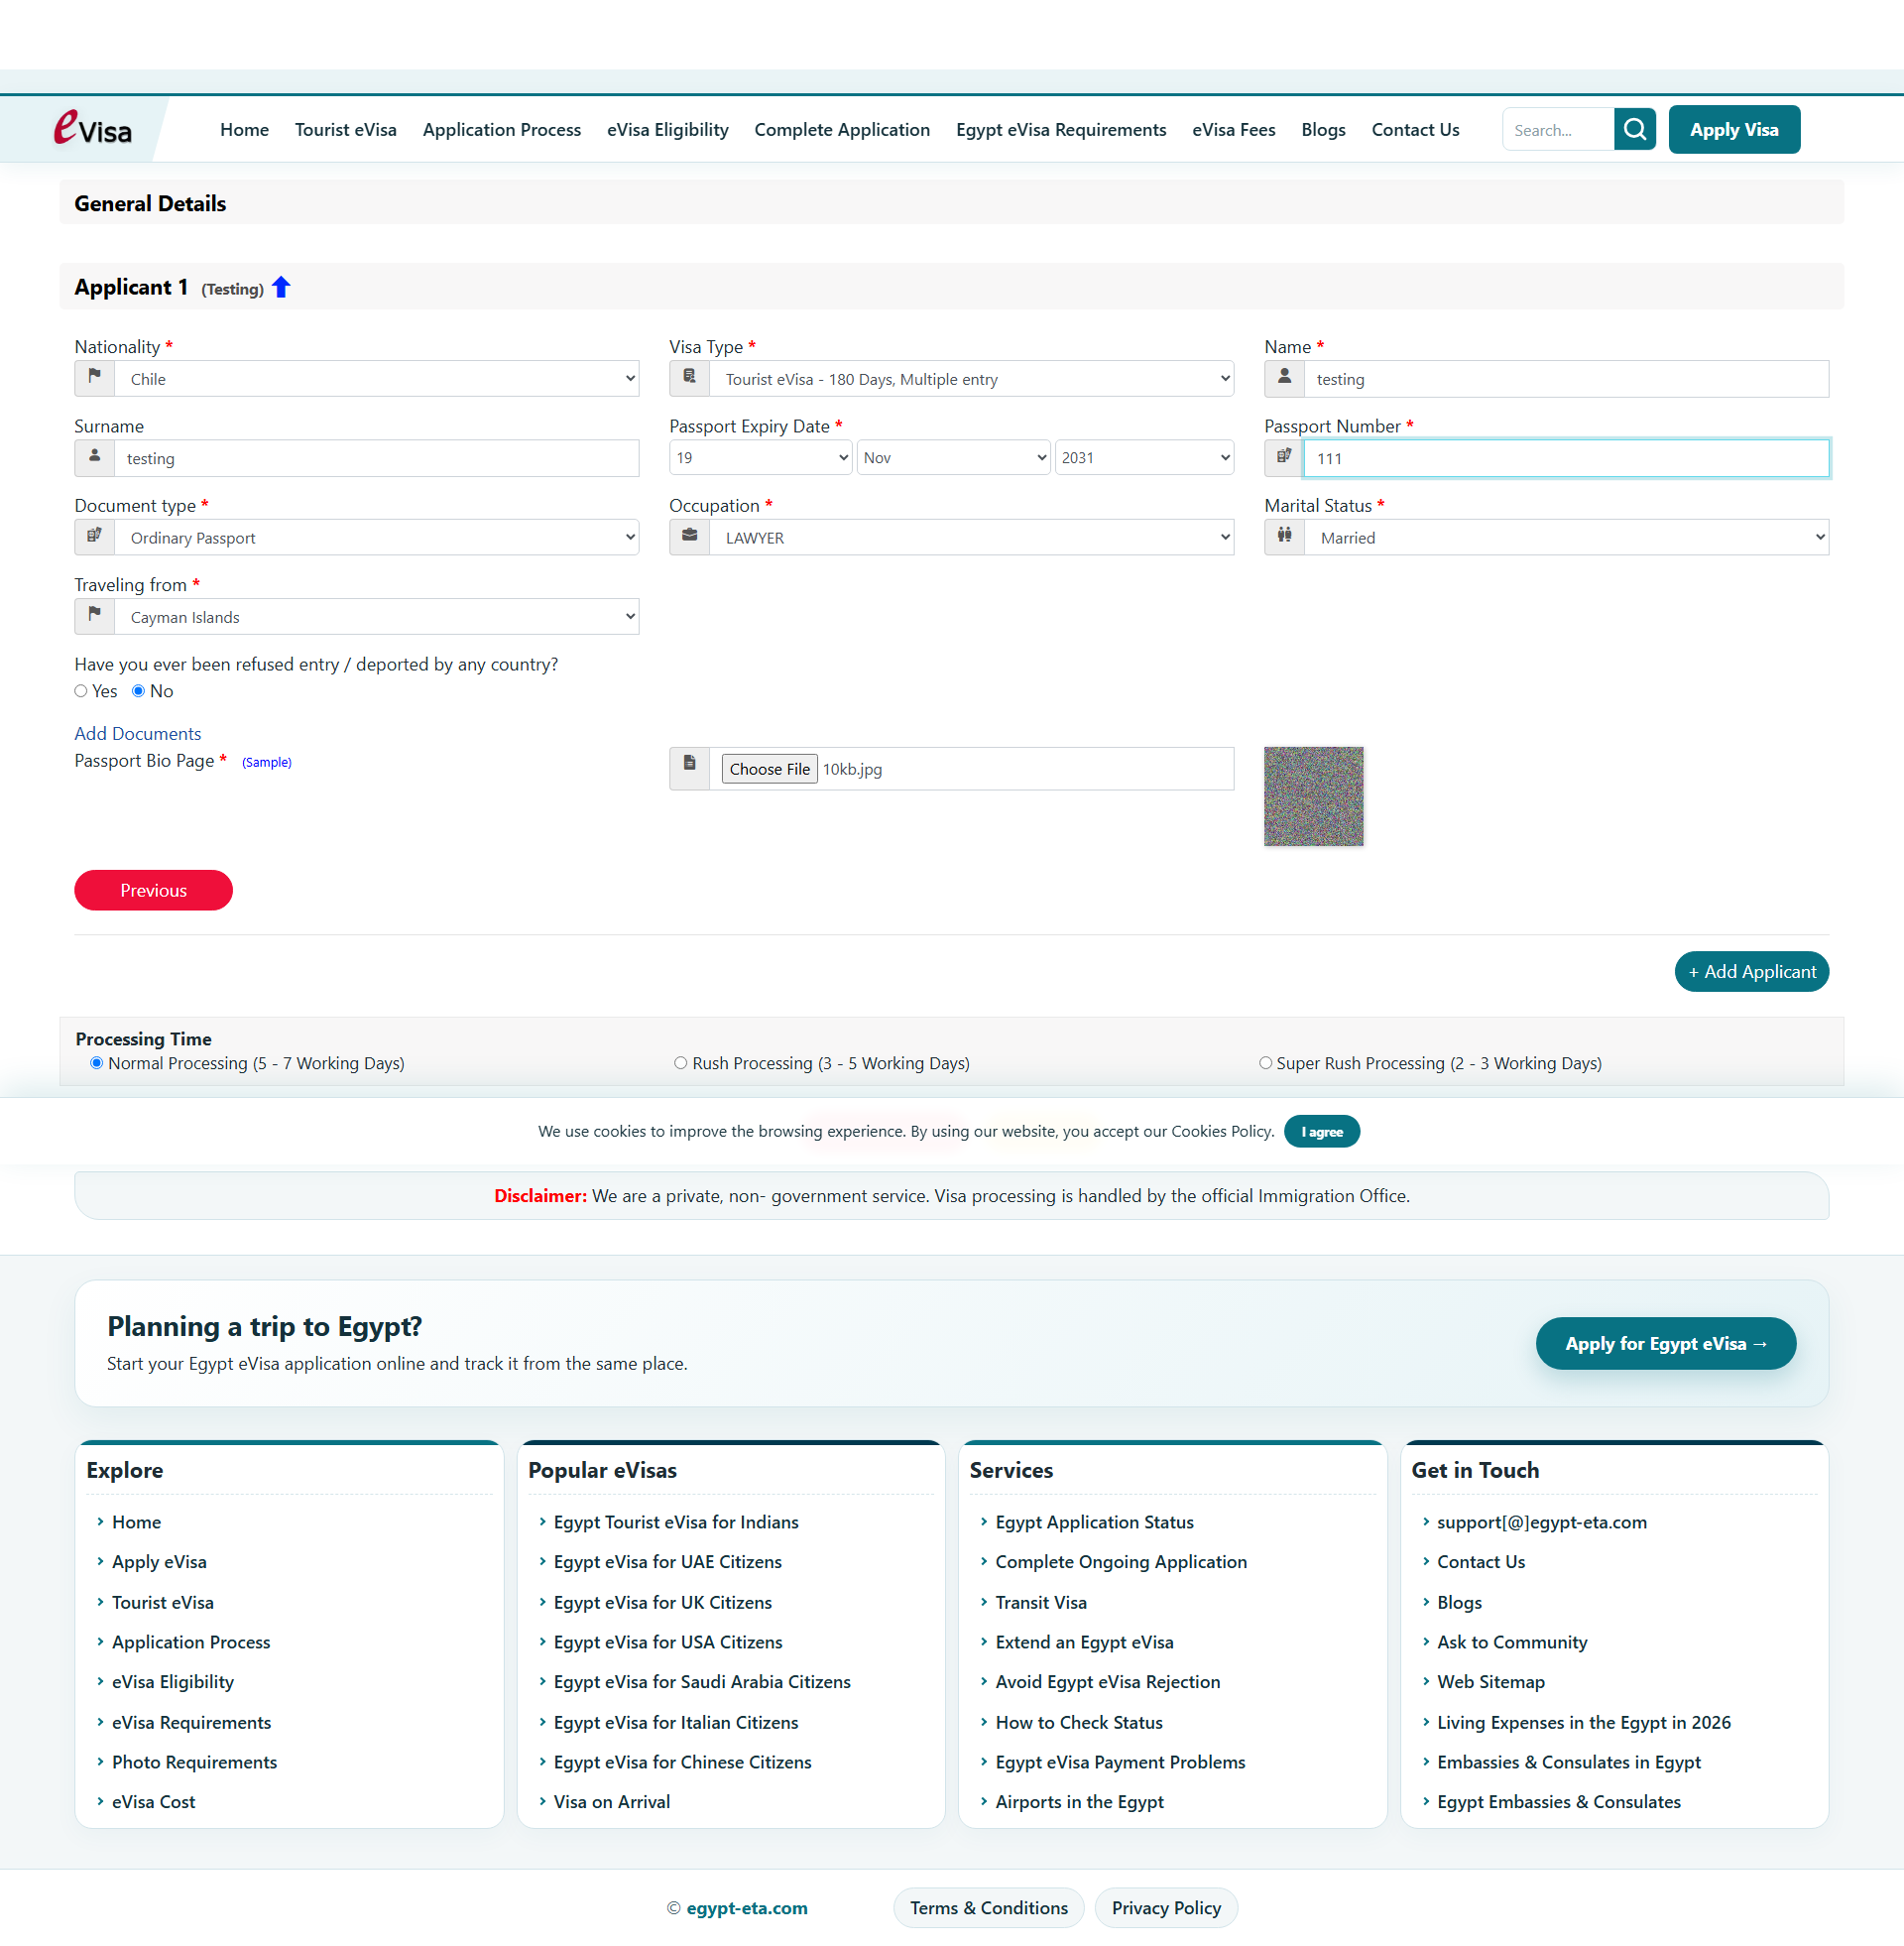 eVisa
Home Tourist eVisa Application Process eVisa Eligibility Complete Application Egypt eVisa Requirements eVisa Fees Blogs Contact Us Search... Apply Visa
General Details
Applicant 1 (Testing)
Nationality * Visa Type * Name *
Chile Tourist eVisa - 180 Days, Multiple entry testing
Surname Passport Expiry Date * Passport Number *
testing 19 Nov 2031 111
Document type * Occupation * Marital Status *
Ordinary Passport LAWYER Married
Traveling from *
Cayman Islands
Have you ever been refused entry / deported by any country?
Yes No
Add Documents
Passport Bio Page * (Sample) Choose File 10kb.jpg
Previous
+ Add Applicant
Processing Time
Normal Processing (5 - 7 Working Days) Rush Processing (3 - 5 Working Days) Super Rush Processing (2 - 3 Working Days)
We use cookies to improve the browsing experience. By using our website, you accept our Cookies Policy. I agree
Disclaimer: We are a private, non- government service. Visa processing is handled by the official Immigration Office.
Planning a trip to Egypt?
Start your Egypt eVisa application online and track it from the same place.
Apply for Egypt eVisa →
Explore
Home
Apply eVisa
Tourist eVisa
Application Process
eVisa Eligibility
eVisa Requirements
Photo Requirements
eVisa Cost
Popular eVisas
Egypt Tourist eVisa for Indians
Egypt eVisa for UAE Citizens
Egypt eVisa for UK Citizens
Egypt eVisa for USA Citizens
Egypt eVisa for Saudi Arabia Citizens
Egypt eVisa for Italian Citizens
Egypt eVisa for Chinese Citizens
Visa on Arrival
Services
Egypt Application Status
Complete Ongoing Application
Transit Visa
Extend an Egypt eVisa
Avoid Egypt eVisa Rejection
How to Check Status
Egypt eVisa Payment Problems
Airports in the Egypt
Get in Touch
support[@]egypt-eta.com
Contact Us
Blogs
Ask to Community
Web Sitemap
Living Expenses in the Egypt in 2026
Embassies & Consulates in Egypt
Egypt Embassies & Consulates
© egypt-eta.com Terms & Conditions Privacy Policy